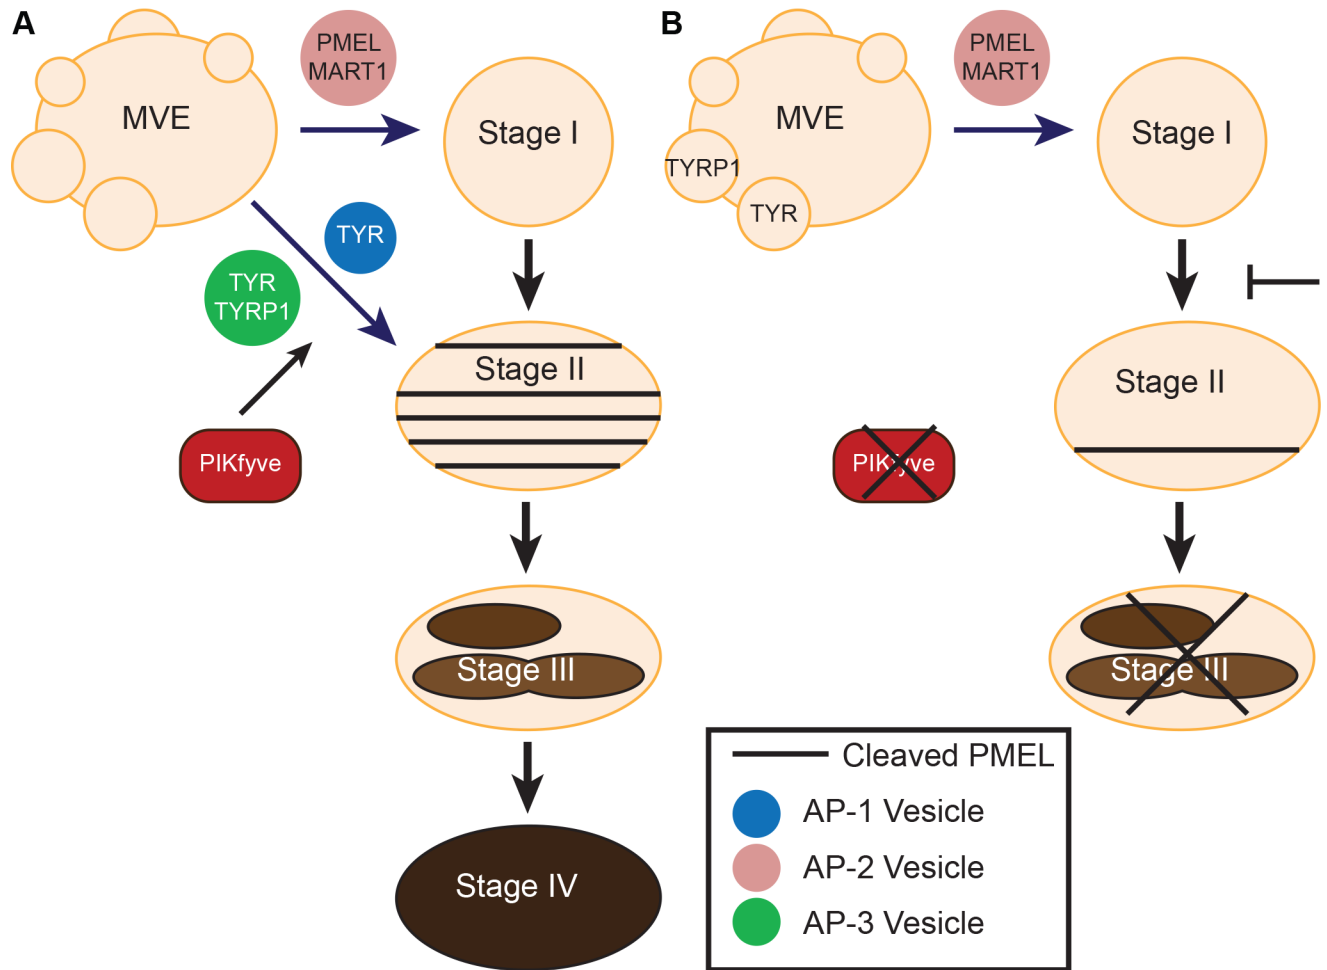 A
MVE
PMEL
MART1
Stage I
TYR
TYR
TYRP1
Stage II
PIKfyve
Stage III
Stage IV
B
MVE
TYRP1
TYR
PMEL
MART1
Stage I
Stage II
PIKfyve
Stage III
Cleaved PMEL
AP-1 Vesicle
AP-2 Vesicle
AP-3 Vesicle